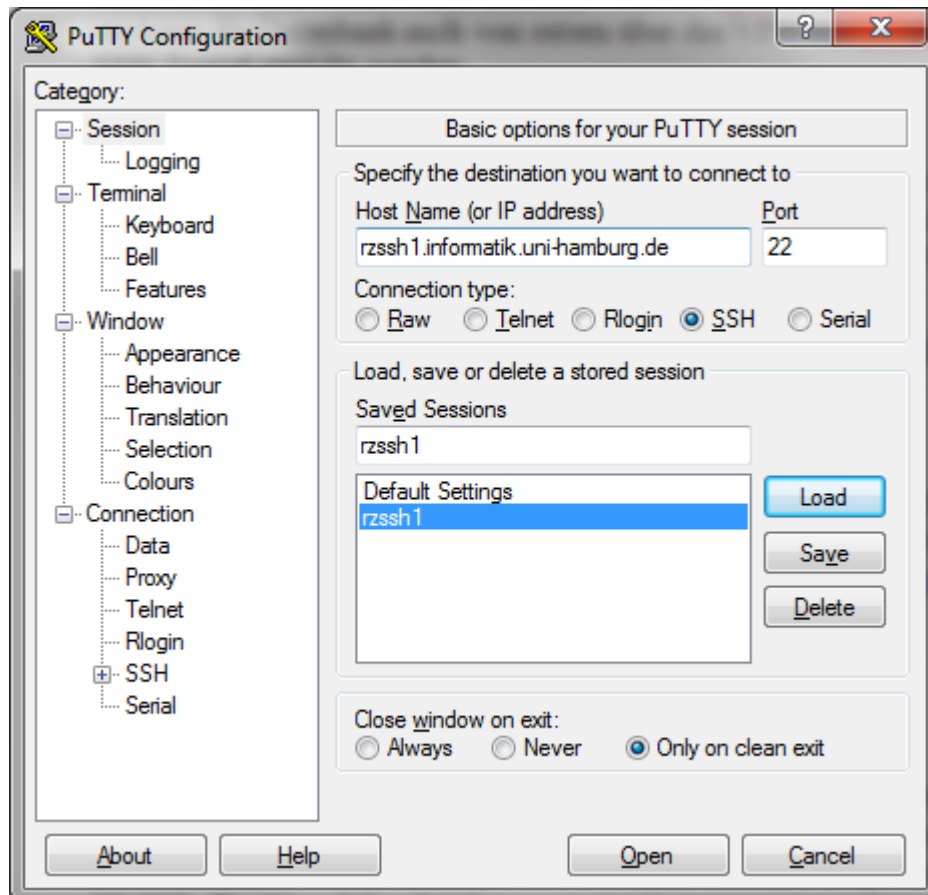 PuTTY Configuration
Category:
Session
Logging
Terminal
Keyboard
Bell
Features
Window
Appearance
Behaviour
Translation
Selection
Colours
Connection
Data
Proxy
Telnet
Rlogin
SSH
Serial
Basic options for your PuTTY session
Specify the destination you want to connect to
Host Name (or IP address) Port
rzssh1.informatik.uni-hamburg.de 22
Connection type:
Raw Telnet Rlogin SSH Serial
Load, save or delete a stored session
Saved Sessions
rzssh1
Default Settings
rzssh1
Load
Save
Delete
Close window on exit:
Always Never Only on clean exit
About Help Open Cancel